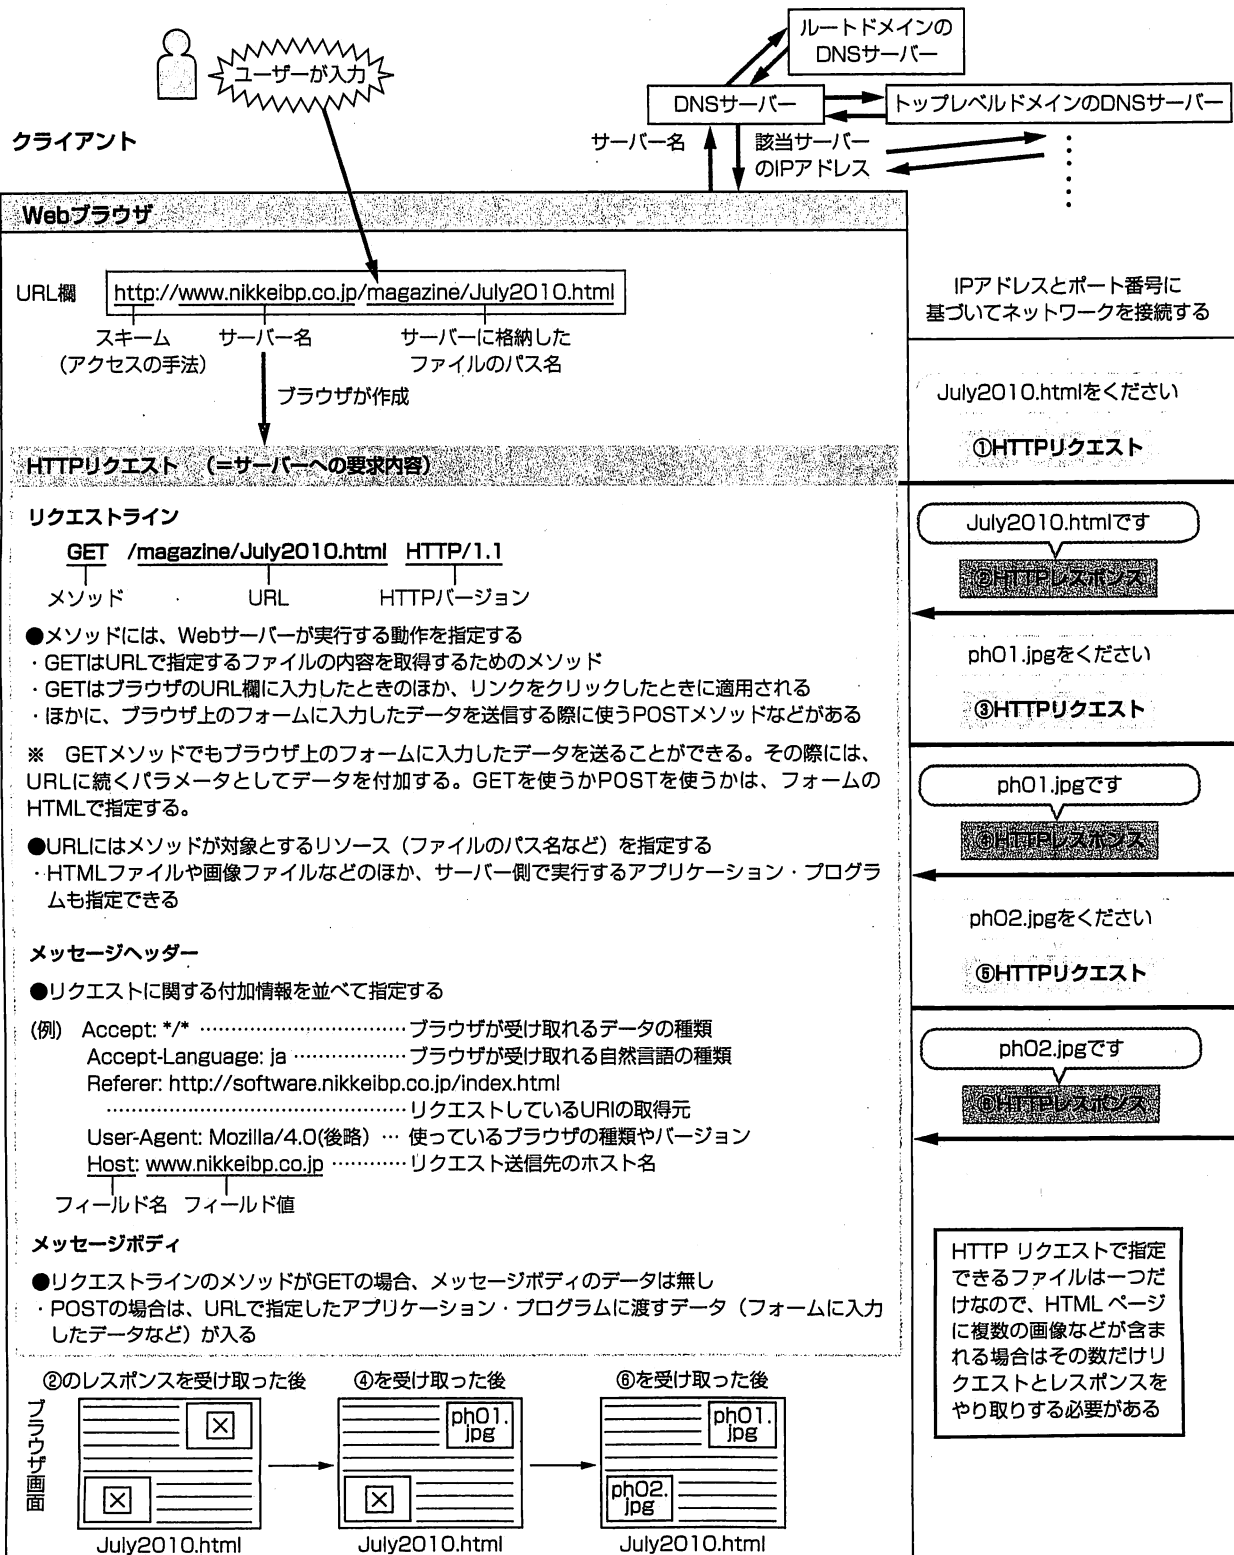 ユーザーが入力
クライアント
ルートドメインの
DNSサーバー
DNSサーバー
トップレベルドメインのDNSサーバー
サーバー名
該当サーバー
のIPアドレス
Webブラウザ
URL欄
http://www.nikkeibp.co.jp/magazine/July2010.html
スキーム
(アクセスの手法)
サーバー名
サーバーに格納した
ファイルのパス名
ブラウザが作成
HTTPリクエスト (=サーバーへの要求内容)
リクエストライン
GET /magazine/July2010.html HTTP/1.1
メソッド URL HTTPバージョン
●メソッドには、Webサーバーが実行する動作を指定する
・GETはURLで指定するファイルの内容を取得するためのメソッド
・GETはブラウザのURL欄に入力したときのほか、リンクをクリックしたときに適用される
・ほかに、ブラウザ上のフォームに入力したデータを送信する際に使うPOSTメソッドなどがある
※ GETメソッドでもブラウザ上のフォームに入力したデータを送ることができる。その際には、
URLに続くパラメータとしてデータを付加する。GETを使うかPOSTを使うかは、フォームの
HTMLで指定する。
●URLにはメソッドが対象とするリソース（ファイルのパス名など）を指定する
・HTMLファイルや画像ファイルなどのほか、サーバー側で実行するアプリケーション・プログラ
ムも指定できる
メッセージヘッダー
●リクエストに関する付加情報を並べて指定する
(例) Accept: */* ……………………………ブラウザが受け取れるデータの種類
Accept-Language: ja ………………ブラウザが受け取れる自然言語の種類
Referer: http://software.nikkeibp.co.jp/index.html
…………………………………………リクエストしているURIの取得元
User-Agent: Mozilla/4.0(後略) … 使っているブラウザの種類やバージョン
Host: www.nikkeibp.co.jp …………リクエスト送信先のホスト名
フィールド名 フィールド値
メッセージボディ
●リクエストラインのメソッドがGETの場合、メッセージボディのデータは無し
・POSTの場合は、URLで指定したアプリケーション・プログラムに渡すデータ（フォームに入力
したデータなど）が入る
②のレスポンスを受け取った後
④を受け取った後
⑥を受け取った後
ブラウザ画面
ph01.
jpg
ph01.
jpg
ph02.
jpg
July2010.html
July2010.html
July2010.html
IPアドレスとポート番号に
基づいてネットワークを接続する
July2010.htmlをください
①HTTPリクエスト
July2010.htmlです
②HTTPレスポンス
ph01.jpgをください
③HTTPリクエスト
ph01.jpgです
④HTTPレスポンス
ph02.jpgをください
⑤HTTPリクエスト
ph02.jpgです
⑥HTTPレスポンス
HTTP リクエストで指定
できるファイルは一つだ
けなので、HTML ページ
に複数の画像などが含ま
れる場合はその数だけリ
クエストとレスポンスを
やり取りする必要がある